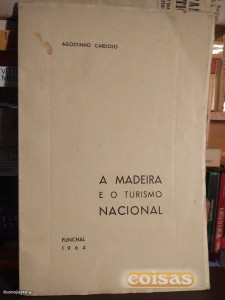 AGOSTINHO CARDOSO
A MADEIRA
E O TURISMO
NACIONAL
FUNCHAL
1964
coisas